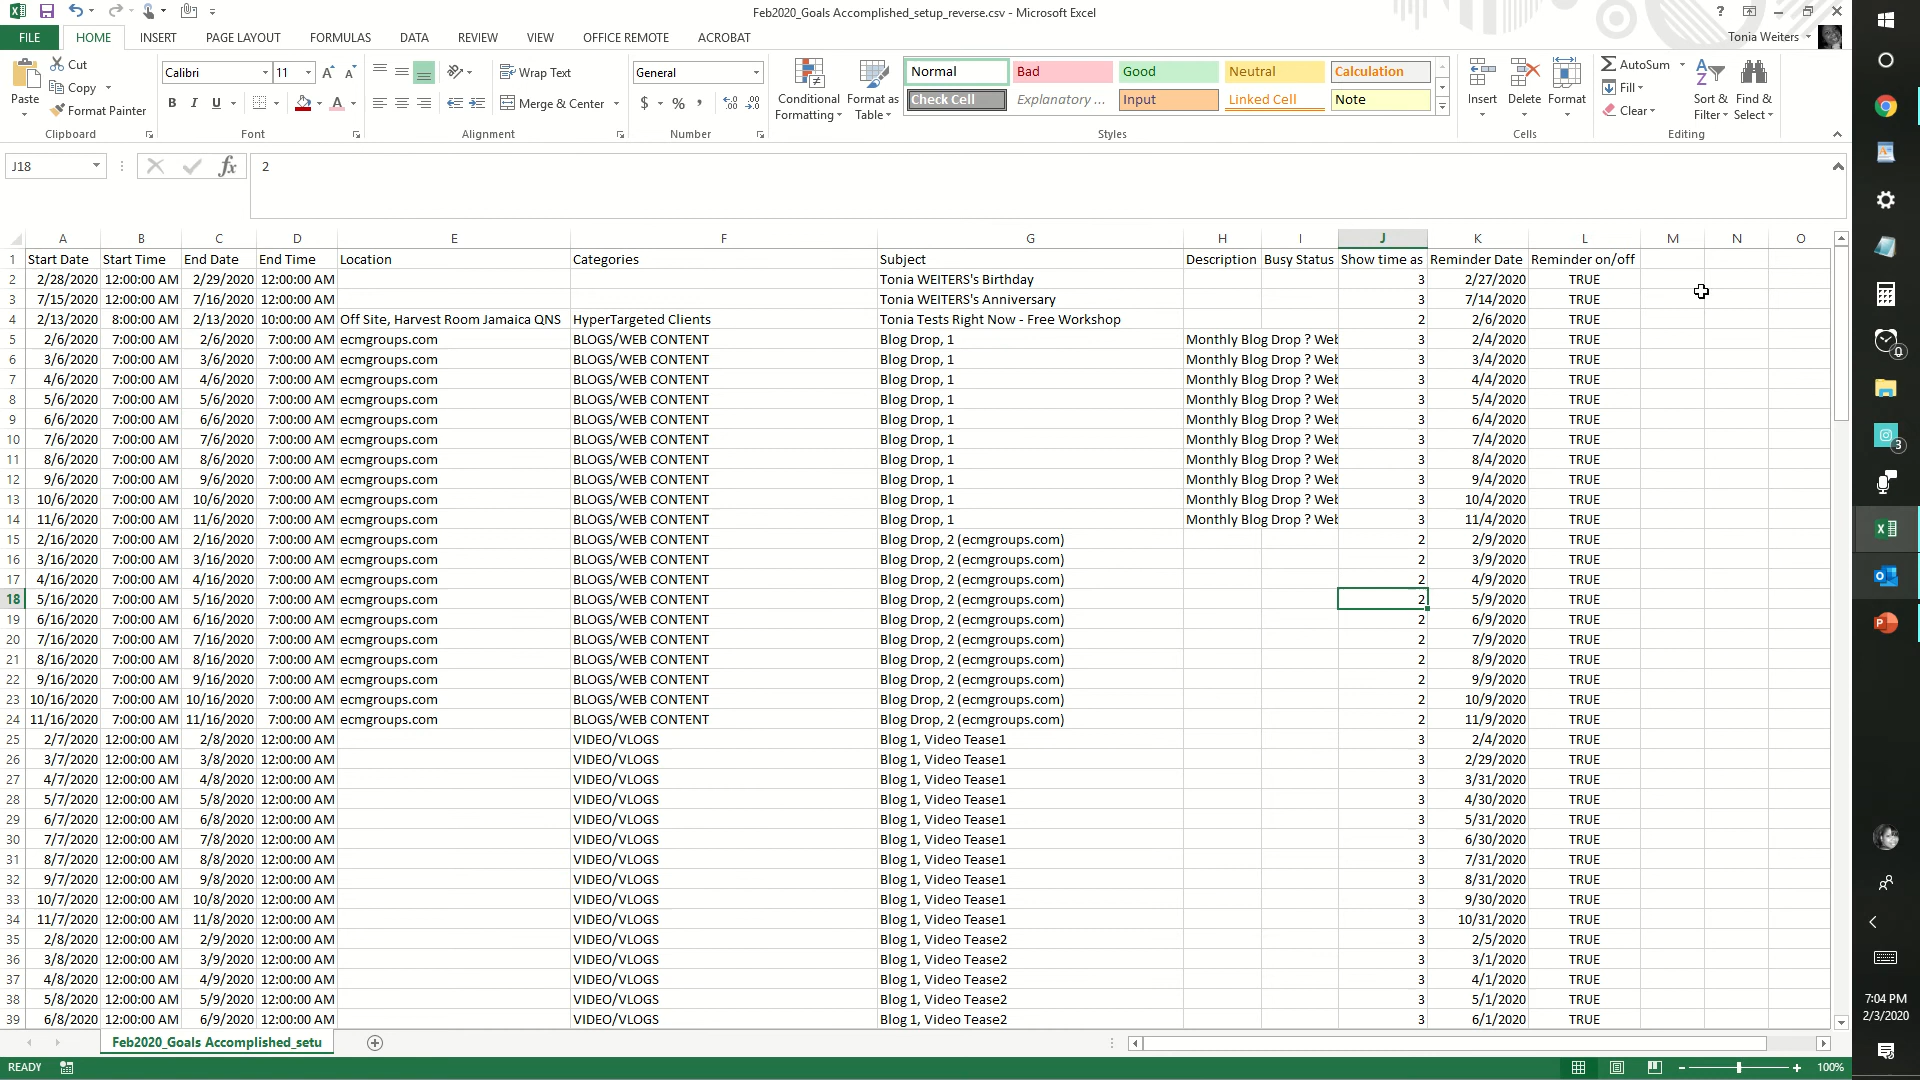 Feb2020_Goals Accomplished_setup_reverse.csv - Microsoft Excel
FILE HOME INSERT PAGE LAYOUT FORMULAS DATA REVIEW VIEW OFFICE REMOTE ACROBAT Tonia Weiters
Paste Cut Copy Format Painter Clipboard
Calibri 11 B I U A Font
Wrap Text Merge & Center Alignment
General $ % , Number
Conditional Formatting Format as Table
Normal Bad Good Neutral Calculation
Check Cell Explanatory ... Input Linked Cell Note
Styles
Insert Delete Format Cells
AutoSum Fill Clear Sort & Filter Find & Select Editing
J18 fx 2
A B C D E F G H I J K L M N O
1 Start Date Start Time End Date End Time Location Categories Subject Description Busy Status Show time as Reminder Date Reminder on/off
2 2/28/2020 12:00:00 AM 2/29/2020 12:00:00 AM Tonia WEITERS's Birthday 3 2/27/2020 TRUE
3 7/15/2020 12:00:00 AM 7/16/2020 12:00:00 AM Tonia WEITERS's Anniversary 3 7/14/2020 TRUE
4 2/13/2020 8:00:00 AM 2/13/2020 10:00:00 AM Off Site, Harvest Room Jamaica QNS HyperTargeted Clients Tonia Tests Right Now - Free Workshop 2 2/6/2020 TRUE
5 2/6/2020 7:00:00 AM 2/6/2020 7:00:00 AM ecmgroups.com BLOGS/WEB CONTENT Blog Drop, 1 Monthly Blog Drop ? Web 3 2/4/2020 TRUE
6 3/6/2020 7:00:00 AM 3/6/2020 7:00:00 AM ecmgroups.com BLOGS/WEB CONTENT Blog Drop, 1 Monthly Blog Drop ? Web 3 3/4/2020 TRUE
7 4/6/2020 7:00:00 AM 4/6/2020 7:00:00 AM ecmgroups.com BLOGS/WEB CONTENT Blog Drop, 1 Monthly Blog Drop ? Web 3 4/4/2020 TRUE
8 5/6/2020 7:00:00 AM 5/6/2020 7:00:00 AM ecmgroups.com BLOGS/WEB CONTENT Blog Drop, 1 Monthly Blog Drop ? Web 3 5/4/2020 TRUE
9 6/6/2020 7:00:00 AM 6/6/2020 7:00:00 AM ecmgroups.com BLOGS/WEB CONTENT Blog Drop, 1 Monthly Blog Drop ? Web 3 6/4/2020 TRUE
10 7/6/2020 7:00:00 AM 7/6/2020 7:00:00 AM ecmgroups.com BLOGS/WEB CONTENT Blog Drop, 1 Monthly Blog Drop ? Web 3 7/4/2020 TRUE
11 8/6/2020 7:00:00 AM 8/6/2020 7:00:00 AM ecmgroups.com BLOGS/WEB CONTENT Blog Drop, 1 Monthly Blog Drop ? Web 3 8/4/2020 TRUE
12 9/6/2020 7:00:00 AM 9/6/2020 7:00:00 AM ecmgroups.com BLOGS/WEB CONTENT Blog Drop, 1 Monthly Blog Drop ? Web 3 9/4/2020 TRUE
13 10/6/2020 7:00:00 AM 10/6/2020 7:00:00 AM ecmgroups.com BLOGS/WEB CONTENT Blog Drop, 1 Monthly Blog Drop ? Web 3 10/4/2020 TRUE
14 11/6/2020 7:00:00 AM 11/6/2020 7:00:00 AM ecmgroups.com BLOGS/WEB CONTENT Blog Drop, 1 Monthly Blog Drop ? Web 3 11/4/2020 TRUE
15 2/16/2020 7:00:00 AM 2/16/2020 7:00:00 AM ecmgroups.com BLOGS/WEB CONTENT Blog Drop, 2 (ecmgroups.com) 2 2/9/2020 TRUE
16 3/16/2020 7:00:00 AM 3/16/2020 7:00:00 AM ecmgroups.com BLOGS/WEB CONTENT Blog Drop, 2 (ecmgroups.com) 2 3/9/2020 TRUE
17 4/16/2020 7:00:00 AM 4/16/2020 7:00:00 AM ecmgroups.com BLOGS/WEB CONTENT Blog Drop, 2 (ecmgroups.com) 2 4/9/2020 TRUE
18 5/16/2020 7:00:00 AM 5/16/2020 7:00:00 AM ecmgroups.com BLOGS/WEB CONTENT Blog Drop, 2 (ecmgroups.com) 2 5/9/2020 TRUE
19 6/16/2020 7:00:00 AM 6/16/2020 7:00:00 AM ecmgroups.com BLOGS/WEB CONTENT Blog Drop, 2 (ecmgroups.com) 2 6/9/2020 TRUE
20 7/16/2020 7:00:00 AM 7/16/2020 7:00:00 AM ecmgroups.com BLOGS/WEB CONTENT Blog Drop, 2 (ecmgroups.com) 2 7/9/2020 TRUE
21 8/16/2020 7:00:00 AM 8/16/2020 7:00:00 AM ecmgroups.com BLOGS/WEB CONTENT Blog Drop, 2 (ecmgroups.com) 2 8/9/2020 TRUE
22 9/16/2020 7:00:00 AM 9/16/2020 7:00:00 AM ecmgroups.com BLOGS/WEB CONTENT Blog Drop, 2 (ecmgroups.com) 2 9/9/2020 TRUE
23 10/16/2020 7:00:00 AM 10/16/2020 7:00:00 AM ecmgroups.com BLOGS/WEB CONTENT Blog Drop, 2 (ecmgroups.com) 2 10/9/2020 TRUE
24 11/16/2020 7:00:00 AM 11/16/2020 7:00:00 AM ecmgroups.com BLOGS/WEB CONTENT Blog Drop, 2 (ecmgroups.com) 2 11/9/2020 TRUE
25 2/7/2020 12:00:00 AM 2/8/2020 12:00:00 AM VIDEO/VLOGS Blog 1, Video Tease1 3 2/4/2020 TRUE
26 3/7/2020 12:00:00 AM 3/8/2020 12:00:00 AM VIDEO/VLOGS Blog 1, Video Tease1 3 2/29/2020 TRUE
27 4/7/2020 12:00:00 AM 4/8/2020 12:00:00 AM VIDEO/VLOGS Blog 1, Video Tease1 3 3/31/2020 TRUE
28 5/7/2020 12:00:00 AM 5/8/2020 12:00:00 AM VIDEO/VLOGS Blog 1, Video Tease1 3 4/30/2020 TRUE
29 6/7/2020 12:00:00 AM 6/8/2020 12:00:00 AM VIDEO/VLOGS Blog 1, Video Tease1 3 5/31/2020 TRUE
30 7/7/2020 12:00:00 AM 7/8/2020 12:00:00 AM VIDEO/VLOGS Blog 1, Video Tease1 3 6/30/2020 TRUE
31 8/7/2020 12:00:00 AM 8/8/2020 12:00:00 AM VIDEO/VLOGS Blog 1, Video Tease1 3 7/31/2020 TRUE
32 9/7/2020 12:00:00 AM 9/8/2020 12:00:00 AM VIDEO/VLOGS Blog 1, Video Tease1 3 8/31/2020 TRUE
33 10/7/2020 12:00:00 AM 10/8/2020 12:00:00 AM VIDEO/VLOGS Blog 1, Video Tease1 3 9/30/2020 TRUE
34 11/7/2020 12:00:00 AM 11/8/2020 12:00:00 AM VIDEO/VLOGS Blog 1, Video Tease1 3 10/31/2020 TRUE
35 2/8/2020 12:00:00 AM 2/9/2020 12:00:00 AM VIDEO/VLOGS Blog 1, Video Tease2 3 2/5/2020 TRUE
36 3/8/2020 12:00:00 AM 3/9/2020 12:00:00 AM VIDEO/VLOGS Blog 1, Video Tease2 3 3/1/2020 TRUE
37 4/8/2020 12:00:00 AM 4/9/2020 12:00:00 AM VIDEO/VLOGS Blog 1, Video Tease2 3 4/1/2020 TRUE
38 5/8/2020 12:00:00 AM 5/9/2020 12:00:00 AM VIDEO/VLOGS Blog 1, Video Tease2 3 5/1/2020 TRUE
39 6/8/2020 12:00:00 AM 6/9/2020 12:00:00 AM VIDEO/VLOGS Blog 1, Video Tease2 3 6/1/2020 TRUE
Feb2020_Goals Accomplished_setu
READY 100%
3
7:04 PM
2/3/2020